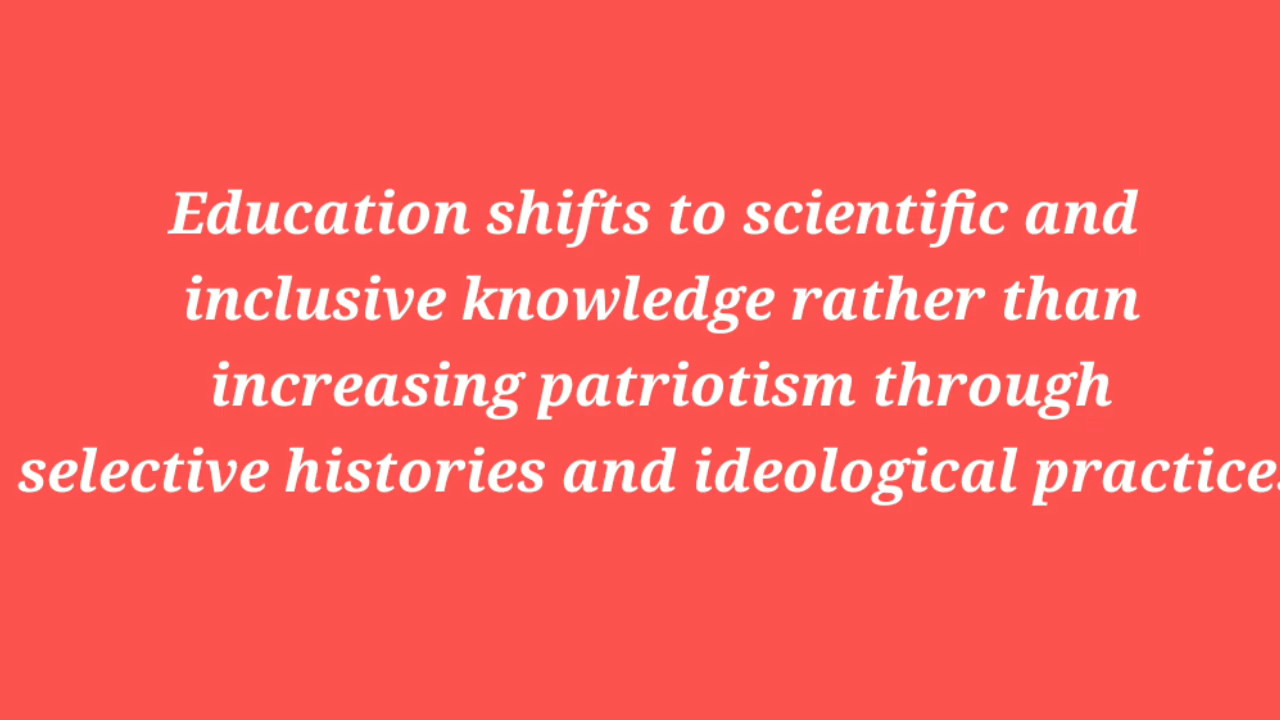 Education shifts to scientific and
inclusive knowledge rather than
increasing patriotism through
selective histories and ideological practices